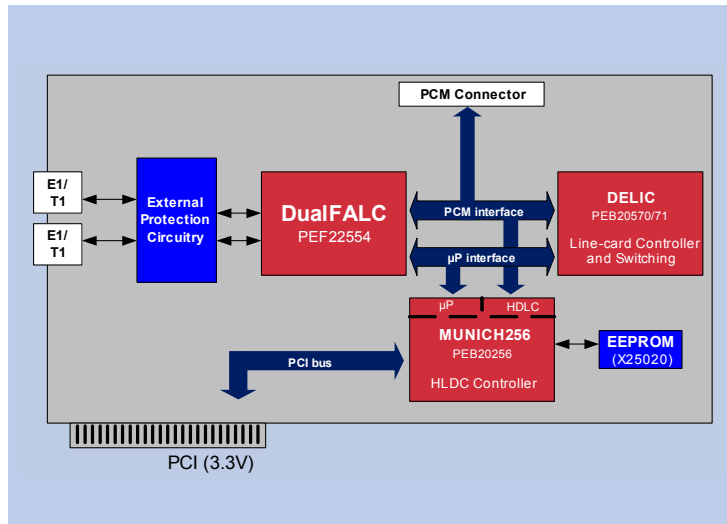 PCM Connector
E1/
T1
E1/
T1
External
Protection
Circuitry
DualFALC
PEF22554
PCM interface
µP interface
DELIC
PEB20570/71
Line-card Controller
and Switching
µP
HDLC
MUNICH256
PEB20256
HLDC Controller
EEPROM
(X25020)
PCI bus
PCI (3.3V)